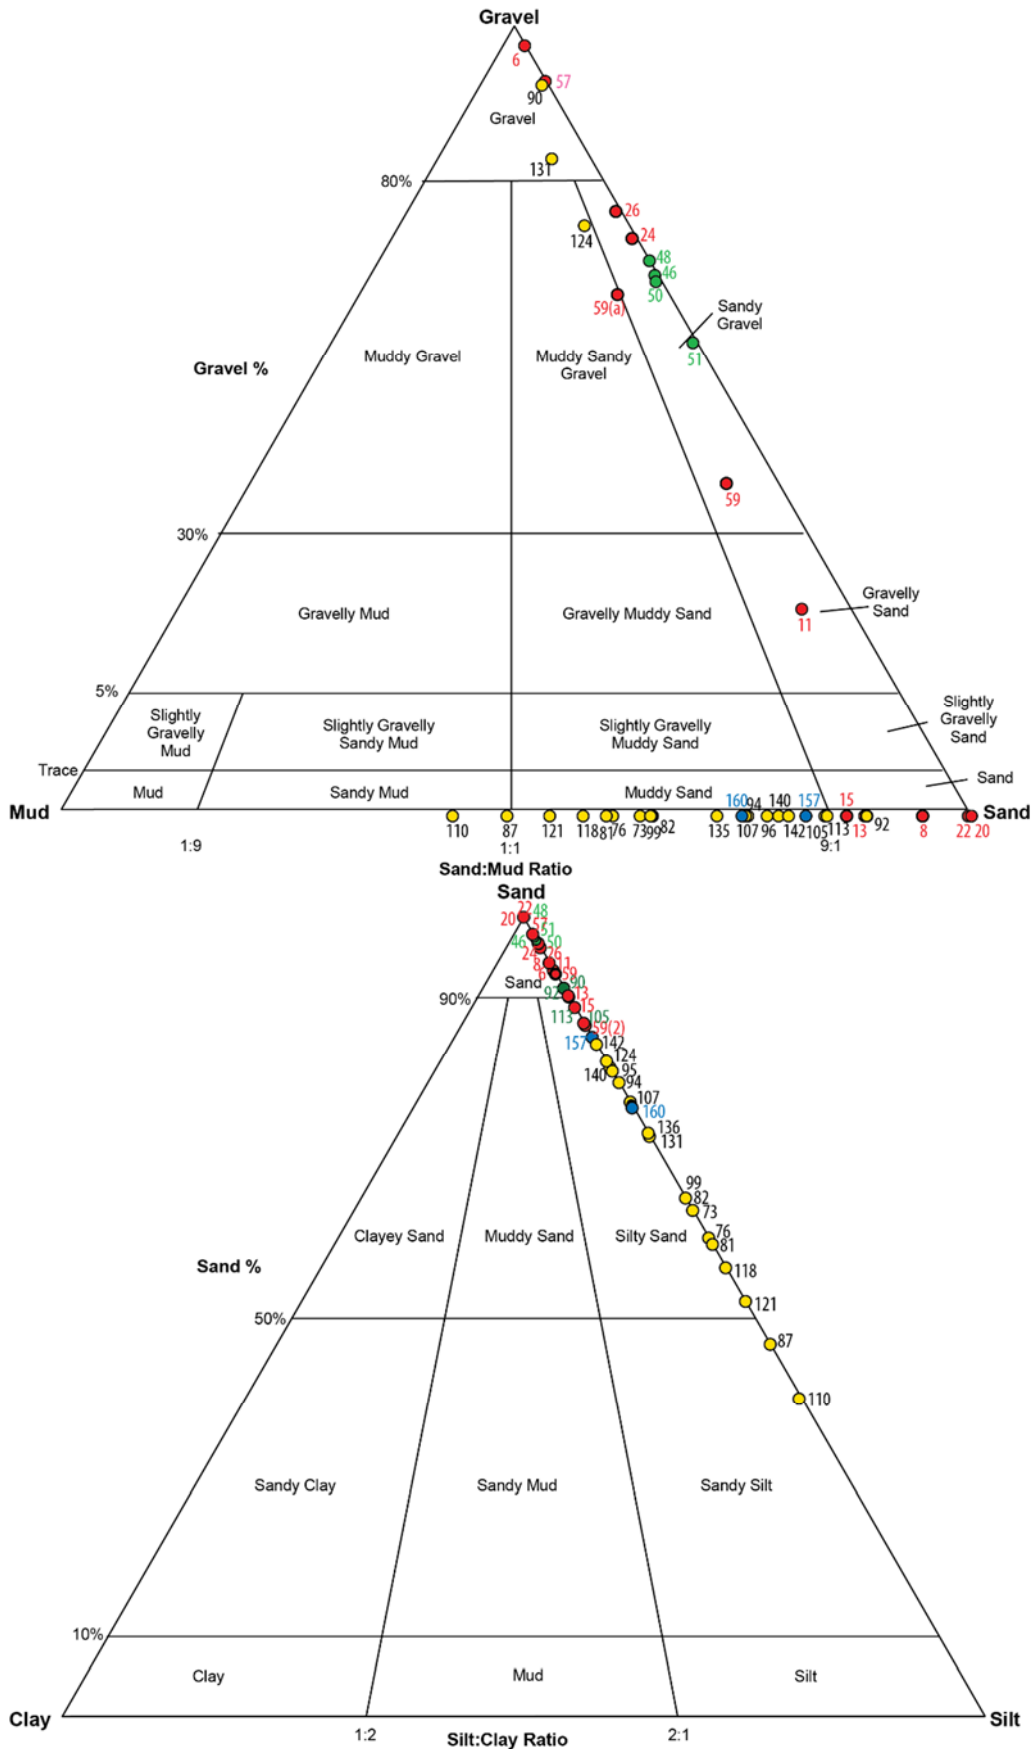 Gravel
6
57
90
Gravel
131
80%
26
124
24
48
46
50
59(a)
Sandy
Gravel
51
Muddy Gravel
Muddy Sandy
Gravel
Gravel %
59
30%
Gravelly
Sand
Gravelly Mud
Gravelly Muddy Sand
11
5%
Slightly
Gravelly
Mud
Slightly Gravelly
Sandy Mud
Slightly Gravelly
Muddy Sand
Slightly
Gravelly
Sand
Trace
Mud
Sandy Mud
Muddy Sand
Sand
Mud
160 94 140 157 15
Sand
110 87 121 118 81 76 73 99 82 135 107 96 142 105 113 13 92 8 22 20
1:9
1:1
9:1
Sand:Mud Ratio
Sand
22 48
20 57
51
46 50
24 26
8 11
6 59
Sand
90
92 13
90%
15
113 105
59(2)
157 142
124
140 95
94
107
160
136
131
99
82
73
Clayey Sand
Muddy Sand
Silty Sand
76
81
Sand %
118
121
50%
87
110
Sandy Clay
Sandy Mud
Sandy Silt
10%
Clay
Mud
Silt
Clay
Silt
1:2
2:1
Silt:Clay Ratio